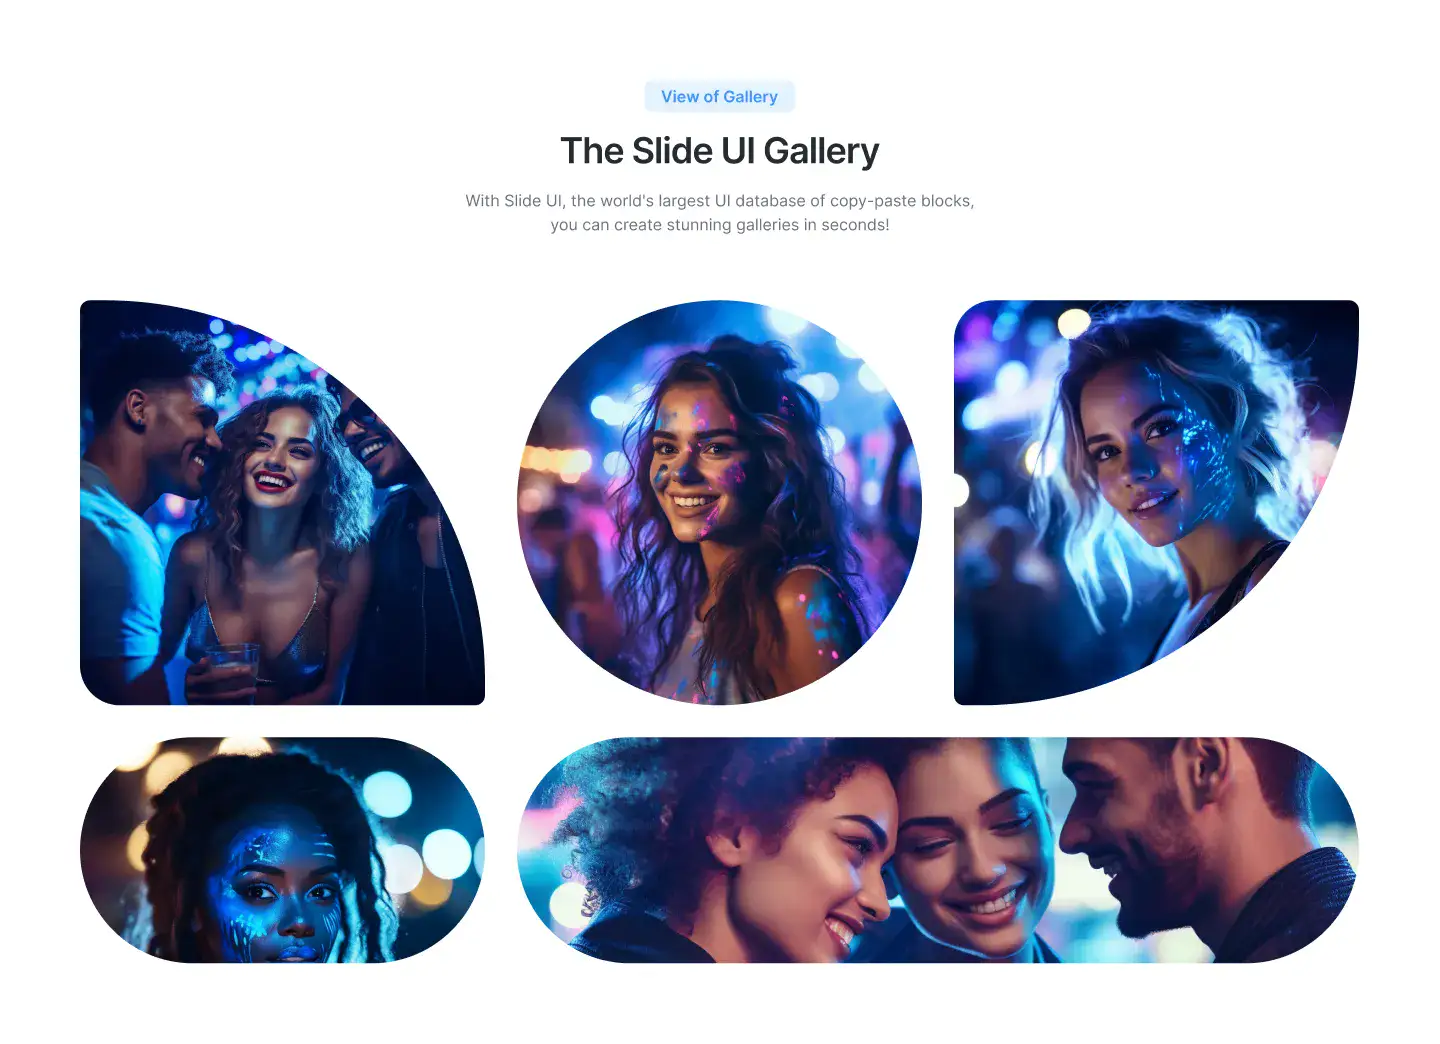 View of Gallery
The Slide UI Gallery
With Slide UI, the world's largest UI database of copy-paste blocks,
you can create stunning galleries in seconds!